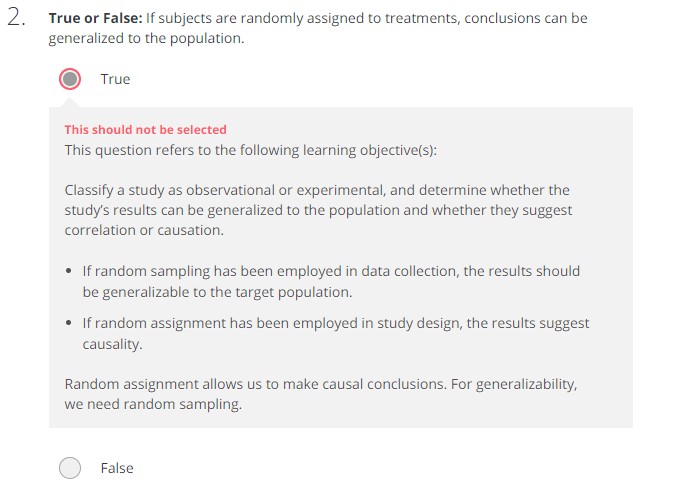 2. True or False: If subjects are randomly assigned to treatments, conclusions can be
generalized to the population.
True
This should not be selected
This question refers to the following learning objective(s):
Classify a study as observational or experimental, and determine whether the
study's results can be generalized to the population and whether they suggest
correlation or causation.
• If random sampling has been employed in data collection, the results should
be generalizable to the target population.
• If random assignment has been employed in study design, the results suggest
causality.
Random assignment allows us to make causal conclusions. For generalizability,
we need random sampling.
False